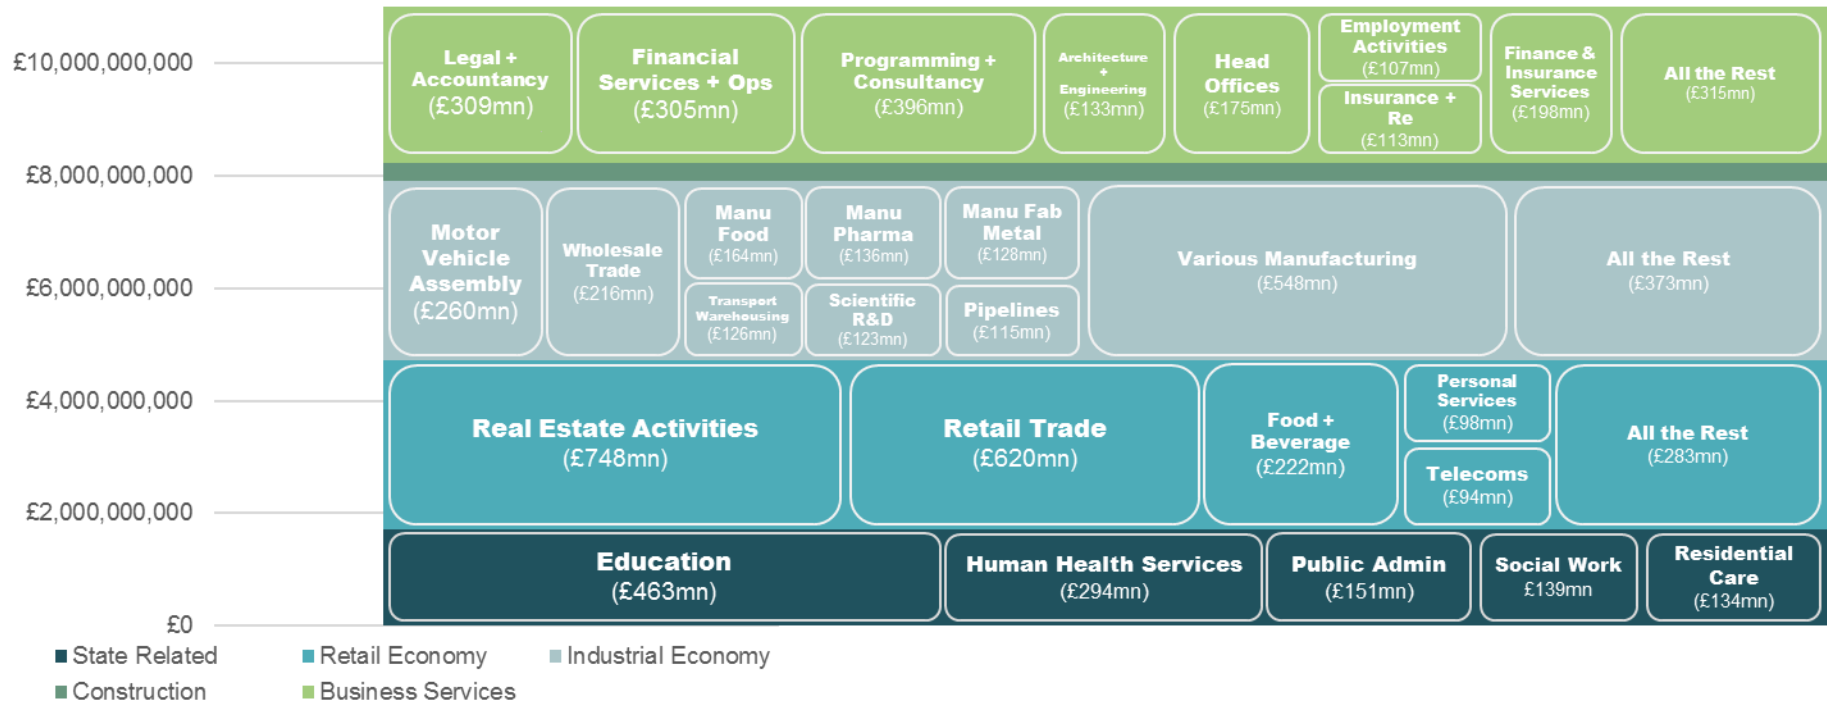 £10,000,000,000
£8,000,000,000
£6,000,000,000
£4,000,000,000
£2,000,000,000
£0
Legal +
Accountancy
(£309mn)
Financial
Services + Ops
(£305mn)
Programming +
Consultancy
(£396mn)
Architecture
+
Engineering
(£133mn)
Head
Offices
(£175mn)
Employment
Activities
(£107mn)
Insurance +
Re
(£113mn)
Finance &
Insurance
Services
(£198mn)
All the Rest
(£315mn)
Motor
Vehicle
Assembly
(£260mn)
Wholesale
Trade
(£216mn)
Manu
Food
(£164mn)
Transport
Warehousing
(£126mn)
Manu
Pharma
(£136mn)
Scientific
R&D
(£123mn)
Manu Fab
Metal
(£128mn)
Pipelines
(£115mn)
Various Manufacturing
(£548mn)
All the Rest
(£373mn)
Real Estate Activities
(£748mn)
Retail Trade
(£620mn)
Food +
Beverage
(£222mn)
Personal
Services
(£98mn)
Telecoms
(£94mn)
All the Rest
(£283mn)
Education
(£463mn)
Human Health Services
(£294mn)
Public Admin
(£151mn)
Social Work
£139mn
Residential
Care
(£134mn)
State Related
Retail Economy
Industrial Economy
Construction
Business Services